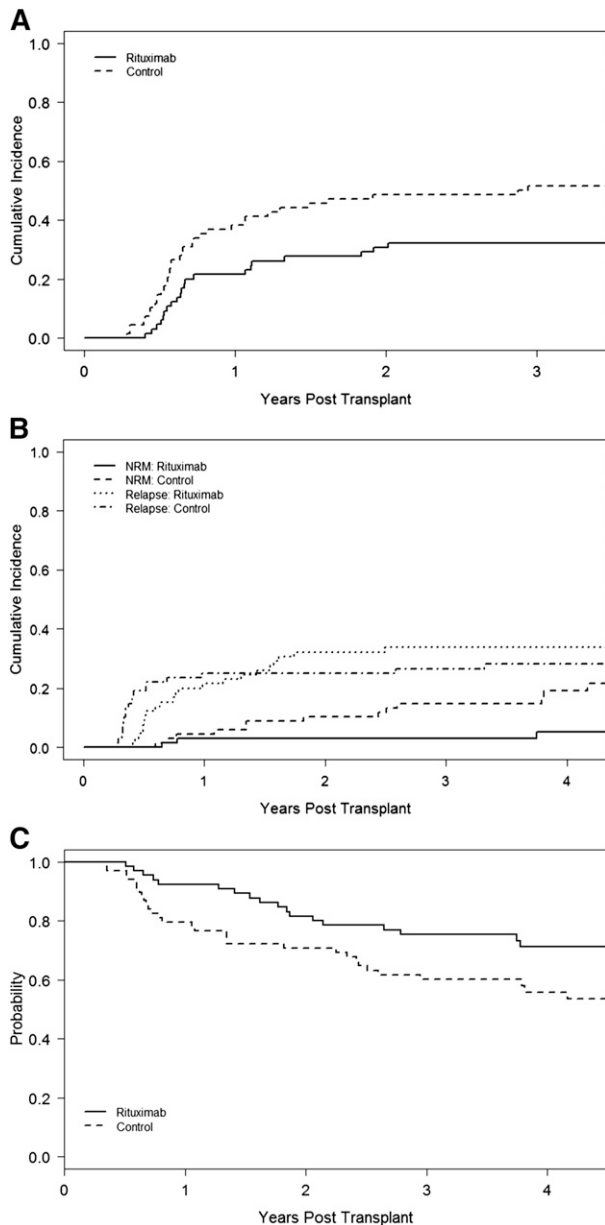 A
1.0
0.8
0.6
0.4
0.2
0.0
Cumulative Incidence
Rituximab
Control
0 1 2 3
Years Post Transplant
B
1.0
0.8
0.6
0.4
0.2
0.0
Cumulative Incidence
NRM: Rituximab
NRM: Control
Relapse: Rituximab
Relapse: Control
0 1 2 3 4
Years Post Transplant
C
1.0
0.8
0.6
0.4
0.2
0.0
Probability
Rituximab
Control
0 1 2 3 4
Years Post Transplant